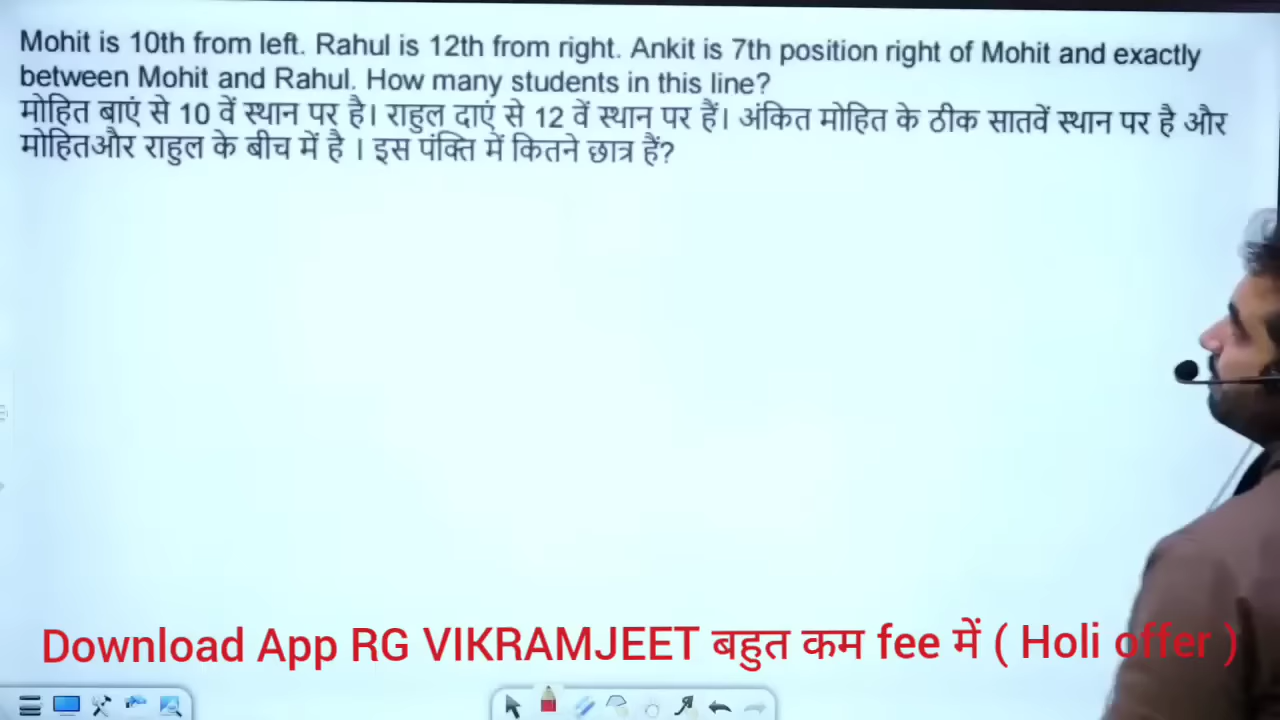 Mohit is 10th from left. Rahul is 12th from right. Ankit is 7th position right of Mohit and exactly
between Mohit and Rahul. How many students in this line?
मोहित बाएं से 10 वें स्थान पर है। राहुल दाएं से 12 वें स्थान पर हैं। अंकित मोहित के ठीक सातवें स्थान पर है और
मोहितऔर राहुल के बीच में है । इस पंक्ति में कितने छात्र हैं?
Download App RG VIKRAMJEET बहुत कम fee में ( Holi offer )